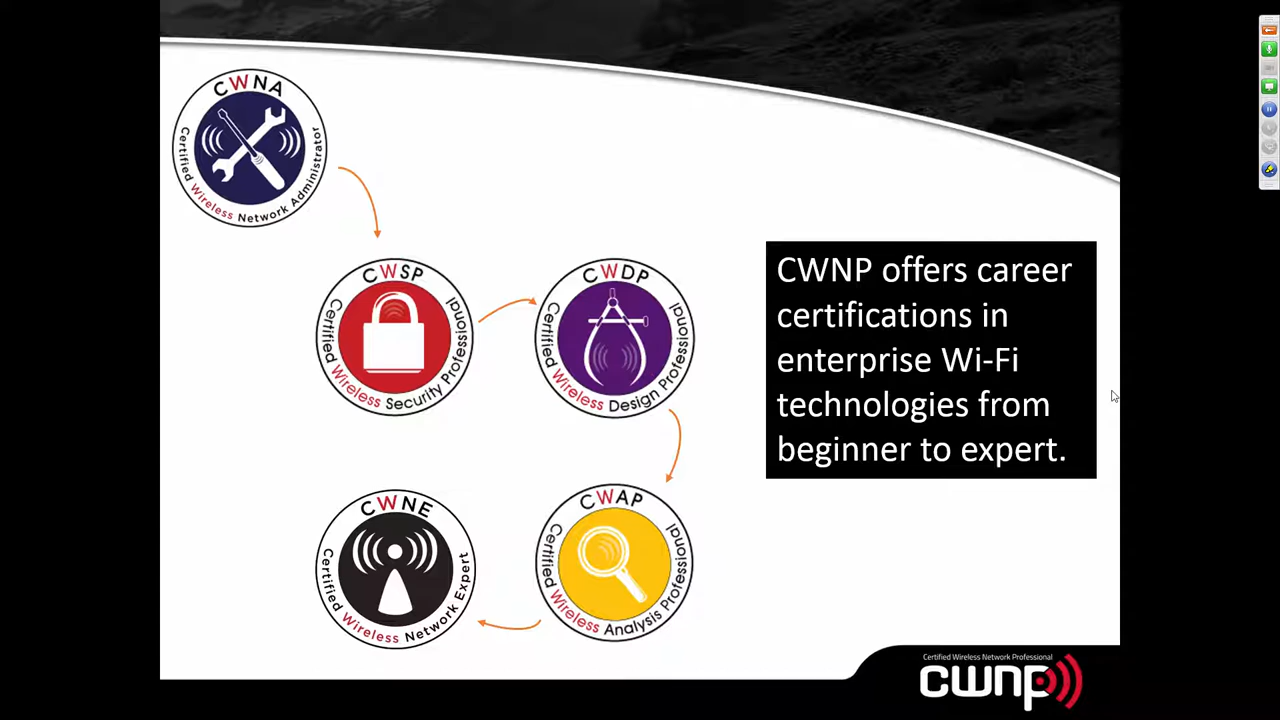 CWNA
Certified Wireless Network Administrator
CWSP
Certified Wireless Security Professional
CWDP
Certified Wireless Design Professional
CWNP offers career
certifications in
enterprise Wi-Fi
technologies from
beginner to expert.
CWNE
Certified Wireless Network Expert
CWAP
Certified Wireless Analysis Professional
Certified Wireless Network Professional
cwnp